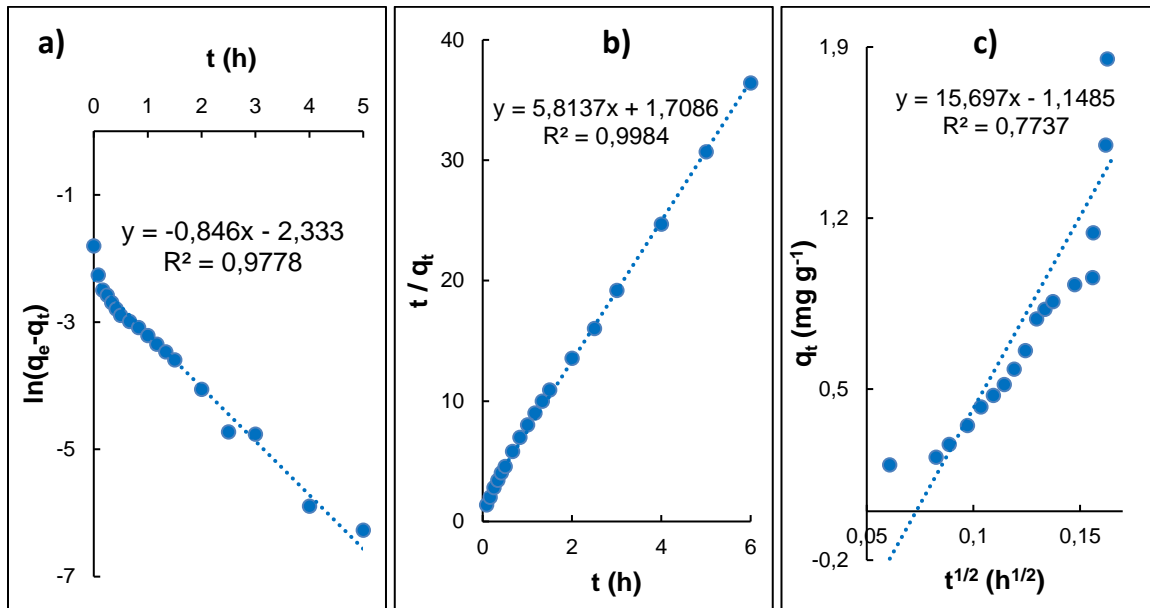 a)
t (h)
0 1 2 3 4 5
-1
-3
-5
-7
ln(qₑ-qₜ)
y = -0,846x - 2,333
R² = 0,9778
b)
40
30
20
10
0
t / qₜ
y = 5,8137x + 1,7086
R² = 0,9984
0 2 4 6
t (h)
c)
1,9
1,2
0,5
-0,2
qₜ (mg g⁻¹)
y = 15,697x - 1,1485
R² = 0,7737
0,05 0,1 0,15
t¹/² (h¹/²)